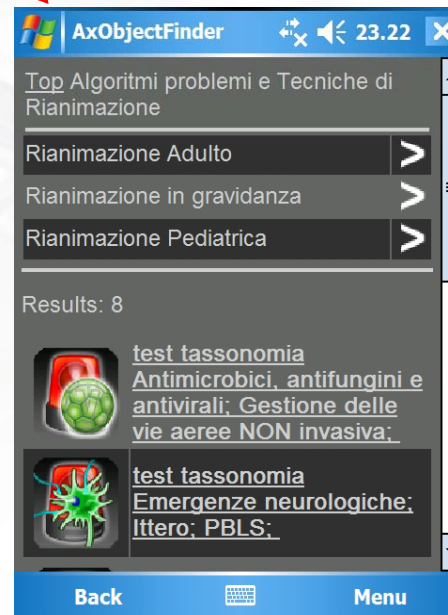 AxObjectFinder 23.22
Top Algoritmi problemi e Tecniche di
Rianimazione
Rianimazione Adulto >
Rianimazione in gravidanza >
Rianimazione Pediatrica >
Results: 8
test tassonomia
Antimicrobici, antifungini e
antivirali; Gestione delle
vie aeree NON invasiva;
test tassonomia
Emergenze neurologiche;
Ittero; PBLS;
Back Menu